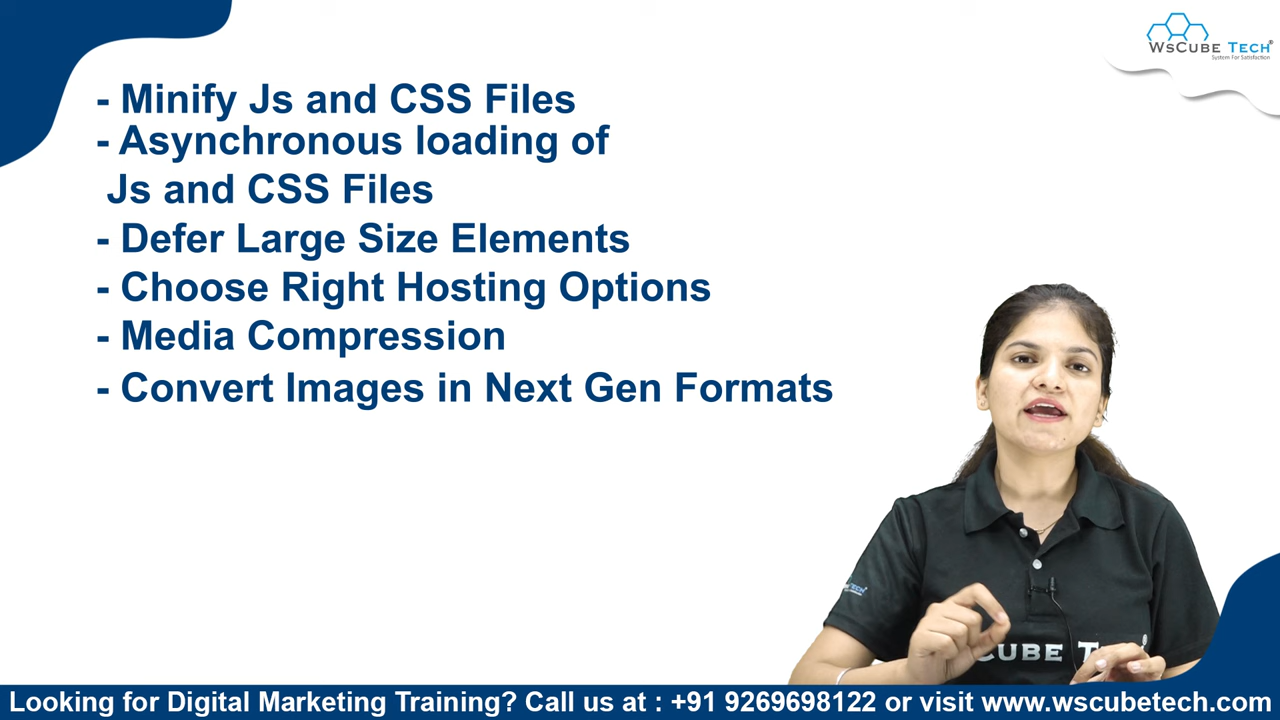 WsCube Tech®
System For Satisfaction
- Minify Js and CSS Files
- Asynchronous loading of
Js and CSS Files
- Defer Large Size Elements
- Choose Right Hosting Options
- Media Compression
- Convert Images in Next Gen Formats
CUBE T
Looking for Digital Marketing Training? Call us at : +91 9269698122 or visit www.wscubetech.com